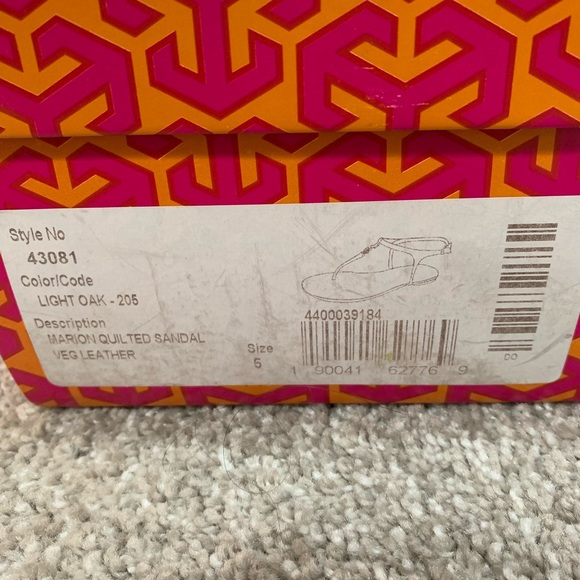 Style No
43081
Color/Code
LIGHT OAK - 205
Description
MARION QUILTED SANDAL
VEG LEATHER
Size
5
4400039184
1 90041 62776 9
DO